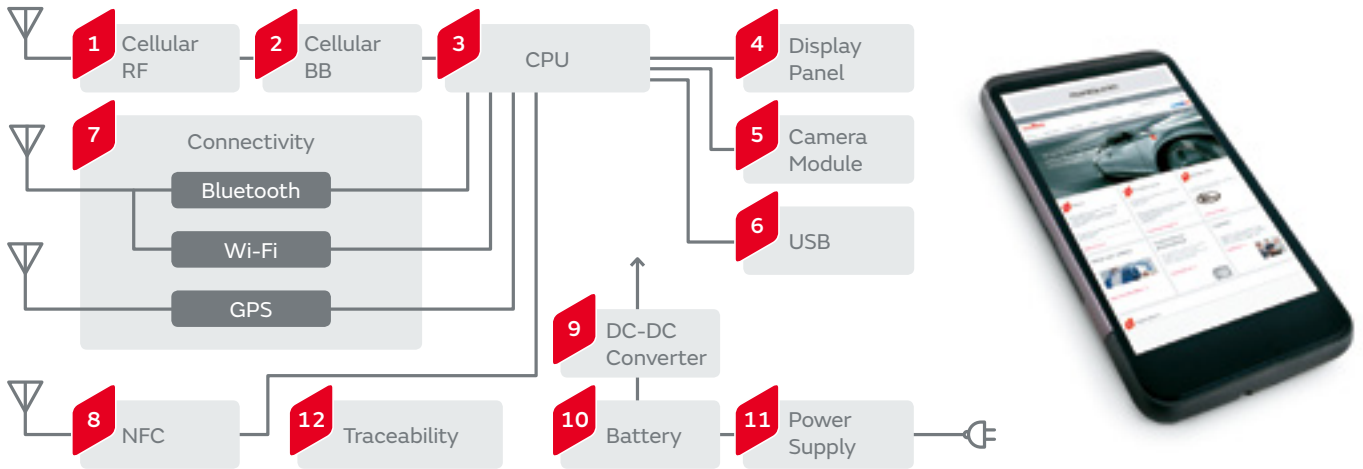 1
Cellular
RF
2
Cellular
BB
3
CPU
4
Display
Panel
5
Camera
Module
6
USB
7
Connectivity
Bluetooth
Wi-Fi
GPS
8
NFC
9
DC-DC
Converter
10
Battery
11
Power
Supply
12
Traceability